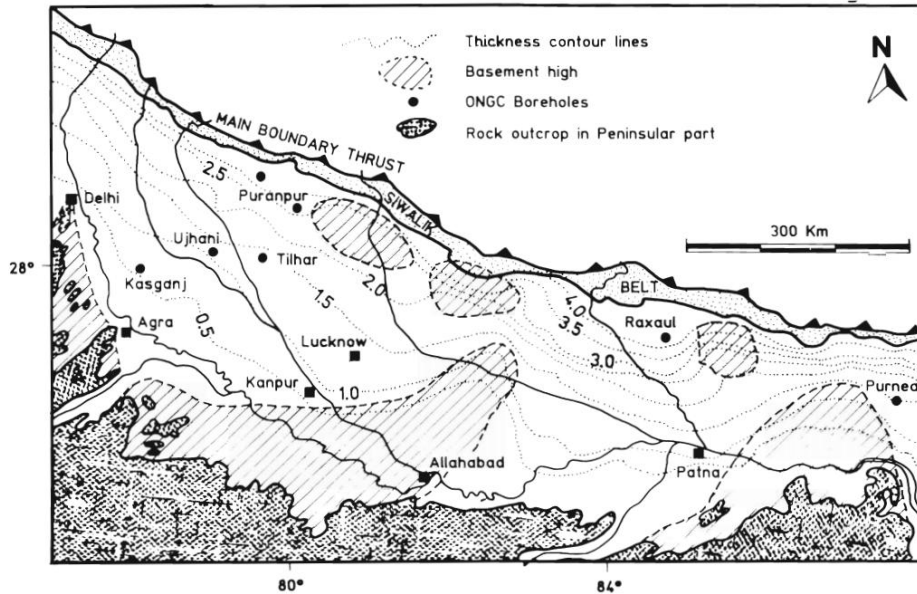 Thickness contour lines
Basement high
ONGC Boreholes
Rock outcrop in Peninsular part
N
MAIN BOUNDARY THRUST
SIWALIK
BELT
300 Km
2.5
Puranpur
Delhi
Ujhani
Tilhar
28°
Kasganj
2.0
1.5
4.0
3.5
3.0
Raxaul
0.5
Agra
Lucknow
Kanpur
1.0
Purnea
Allahabad
Patna
80°
84°